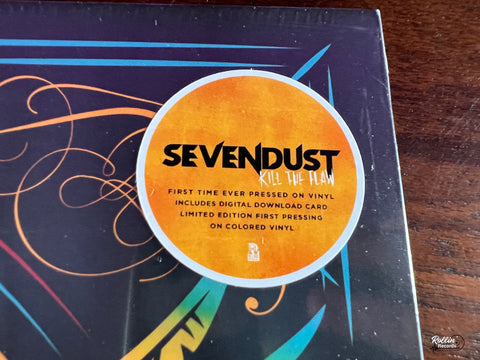 SEVENDUST
KILL THE FLAW
FIRST TIME EVER PRESSED ON VINYL
INCLUDES DIGITAL DOWNLOAD CARD
LIMITED EDITION FIRST PRESSING
ON COLORED VINYL
Rollin'
Records